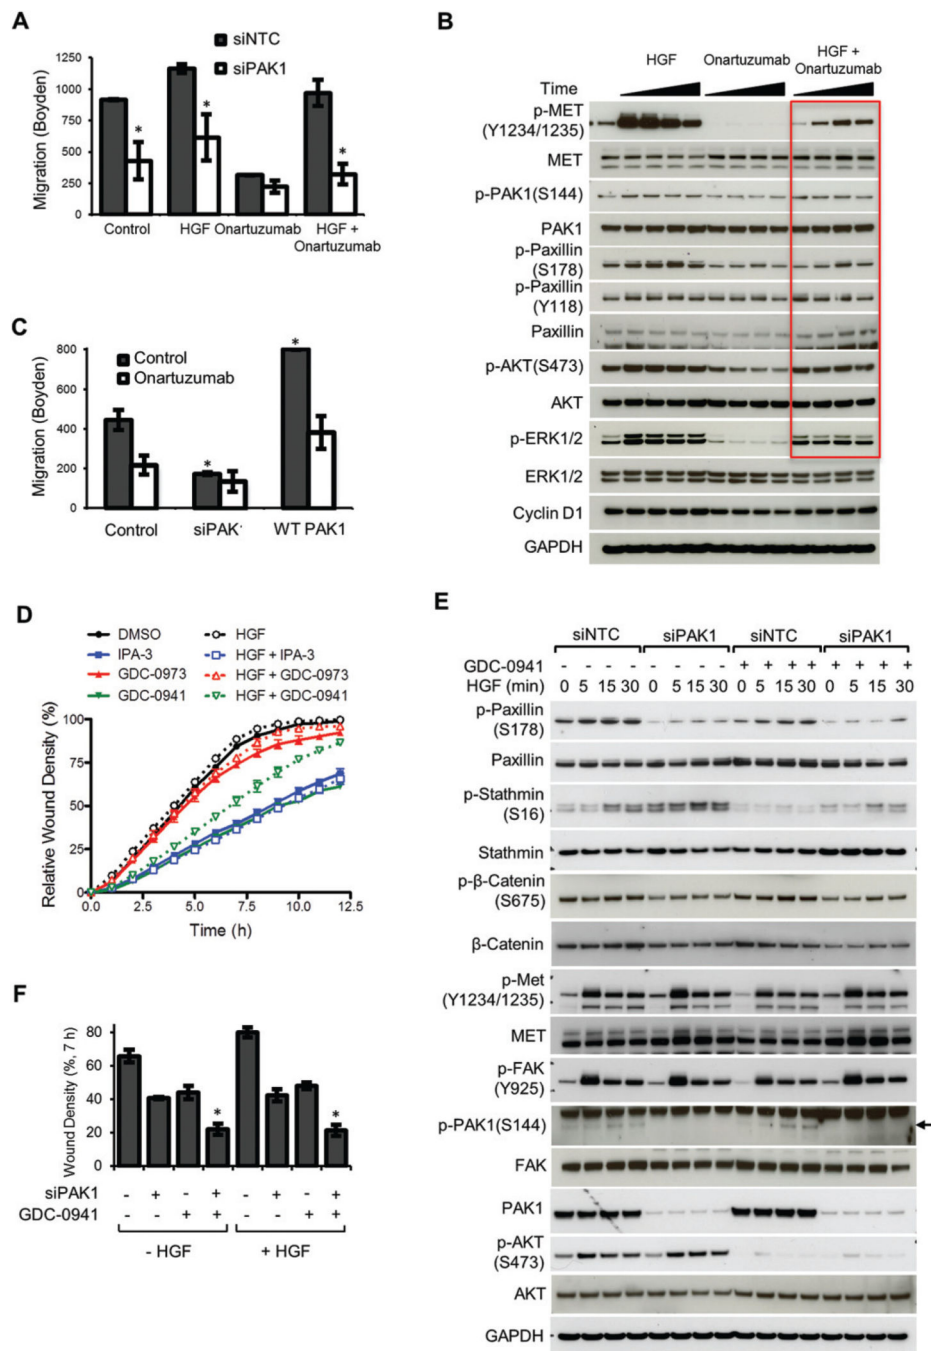 A
siNTC
siPAK1
Migration (Boyden)
1250
1000
750
500
250
0
*
*
*
Control
HGF
Onartuzumab
HGF +
Onartuzumab
B
HGF
Onartuzumab
HGF +
Onartuzumab
Time
p-MET
(Y1234/1235)
MET
p-PAK1(S144)
PAK1
p-Paxillin
(S178)
p-Paxillin
(Y118)
Paxillin
p-AKT(S473)
AKT
p-ERK1/2
ERK1/2
Cyclin D1
GAPDH
C
Control
Onartuzumab
Migration (Boyden)
800
600
400
200
0
*
*
Control
siPAK
WT PAK1
D
DMSO
HGF
IPA-3
HGF + IPA-3
GDC-0973
HGF + GDC-0973
GDC-0941
HGF + GDC-0941
Relative Wound Density (%)
100
75
50
25
0
0.0
2.5
5.0
7.5
10.0
12.5
Time (h)
E
siNTC
siPAK1
siNTC
siPAK1
GDC-0941 - - - - - - - - + + + + + + + +
HGF (min) 0 5 15 30 0 5 15 30 0 5 15 30 0 5 15 30
p-Paxillin
(S178)
Paxillin
p-Stathmin
(S16)
Stathmin
p-β-Catenin
(S675)
β-Catenin
p-Met
(Y1234/1235)
MET
p-FAK
(Y925)
p-PAK1(S144)
FAK
PAK1
p-AKT
(S473)
AKT
GAPDH
F
Wound Density (%, 7 h)
80
60
40
20
0
*
*
siPAK1 - + - + - + - +
GDC-0941 - - + + - - + +
- HGF
+ HGF